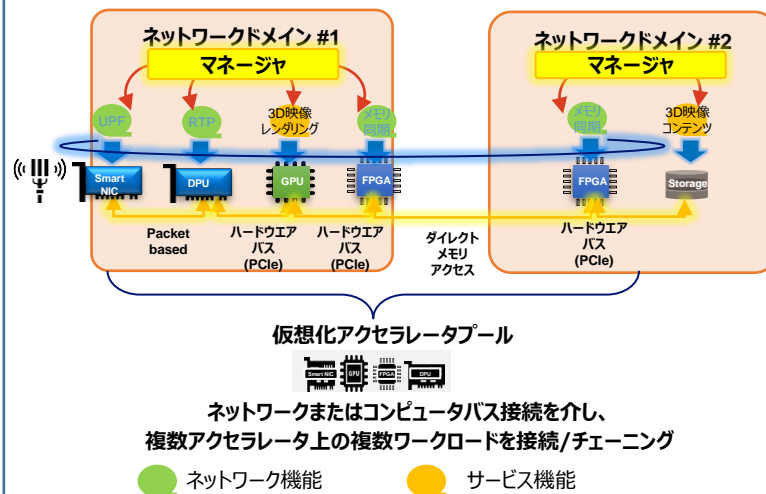 ネットワークドメイン #1
マネージャ
ネットワークドメイン #2
マネージャ
UPF
RTP
3D映像
レンダリング
メモリ
同期
メモリ
同期
3D映像
コンテンツ
Smart
NIC
DPU
GPU
FPGA
FPGA
Storage
Packet
based
ハードウエア
バス
(PCIe)
ハードウエア
バス
(PCIe)
ダイレクト
メモリ
アクセス
ハードウエア
バス
(PCIe)
仮想化アクセラレータプール
Smart NIC
GPU
FPGA
DPU
ネットワークまたはコンピュータバス接続を介し、
複数アクセラレータ上の複数ワークロードを接続/チェーニング
ネットワーク機能
サービス機能